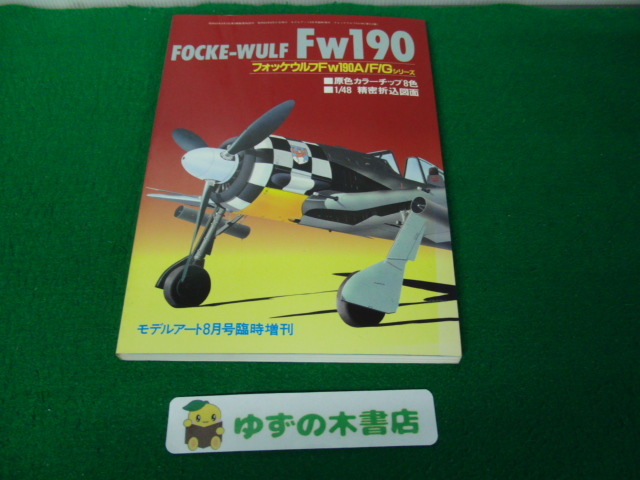 FOCKE-WULF Fw190
フォッケウルフFw190A/F/Gシリーズ
■原色カラーチップ8色
■1/48 精密折込図面
モデルアート8月号臨時増刊
ゆずの木書店